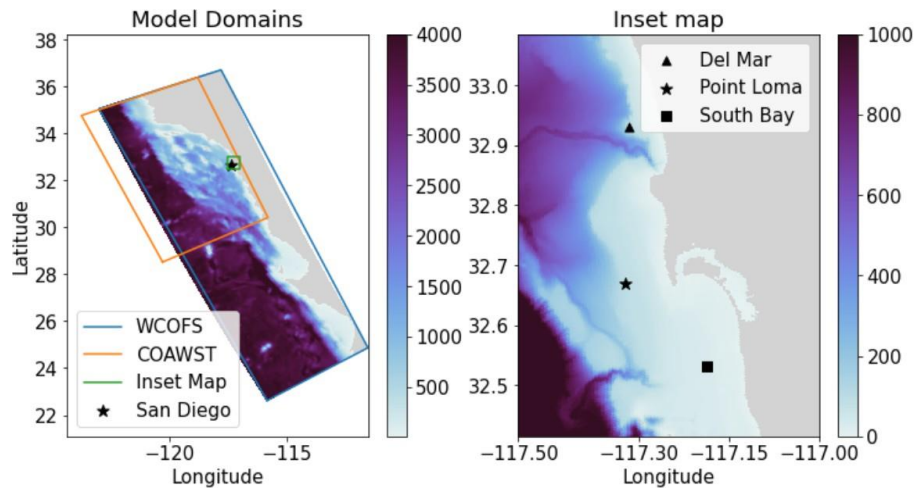 Model Domains
38
36
34
32
30
28
26
24
22
Latitude
−120
−115
Longitude
WCOFS
COAWST
Inset Map
San Diego
4000
3500
3000
2500
2000
1500
1000
500
Inset map
33.0
32.9
32.8
32.7
32.6
32.5
−117.50
−117.30
−117.15
−117.00
Longitude
Del Mar
Point Loma
South Bay
1000
800
600
400
200
0